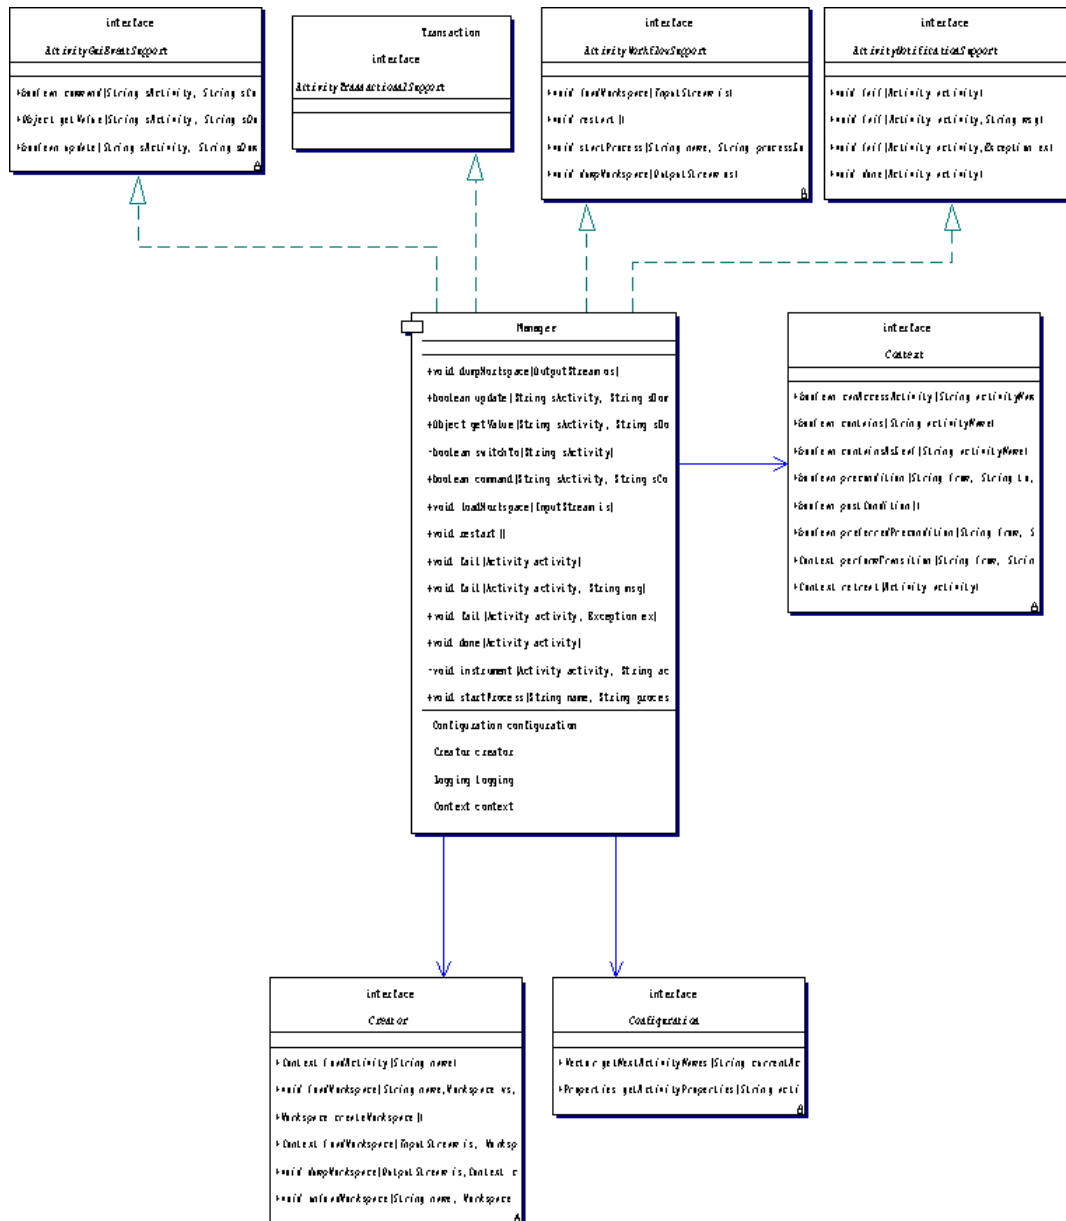 interface
ActivityGuiEventSupport
+boolean command(String sActivity, String sCo
+Object getValue(String sActivity, String sDo
+boolean update(String sActivity, String sDom
Transaction
interface
ActivityTransactionalSupport
interface
ActivityWorkflowSupport
+void loadWorkspace(InputStream is)
+void restart()
+void startProcess(String name, String processIn
+void dumpWorkspace(OutputStream os)
interface
ActivityNotificationSupport
+void fail(Activity activity)
+void fail(Activity activity,String msg)
+void fail(Activity activity,Exception ex)
+void done(Activity activity)
Manager
+void dumpWorkspace(OutputStream os)
+boolean update(String sActivity, String sDom
+Object getValue(String sActivity, String sDo
-boolean switchTo(String sActivity)
+boolean command(String sActivity, String sCo
+void loadWorkspace(InputStream is)
+void restart()
+void fail(Activity activity)
+void fail(Activity activity, String msg)
+void fail(Activity activity, Exception ex)
+void done(Activity activity)
-void instrument(Activity activity, String ac
+void startProcess(String name, String proces
Configuration configuration
Creator creator
Logging logging
Context context
interface
Context
+boolean canAccessActivity(String activityNam
+boolean contains(String activityName)
+boolean containsAsLeaf(String activityName)
+boolean precondition(String from, String to,
+boolean postCondition()
+boolean preferredPrecondition(String from, S
+Context performTransition(String from, Strin
+Context retreat(Activity activity)
interface
Creator
+Context loadActivity(String name)
+void loadWorkspace(String name,Workspace ws,
+Workspace createWorkspace()
+Context loadWorkspace(InputStream is, Worksp
+void dumpWorkspace(OutputStream is,Context c
+void unloadWorkspace(String name, Workspace
interface
Configuration
+Vector getNextActivityNames(String currentAc
+Properties getActivityProperties(String acti